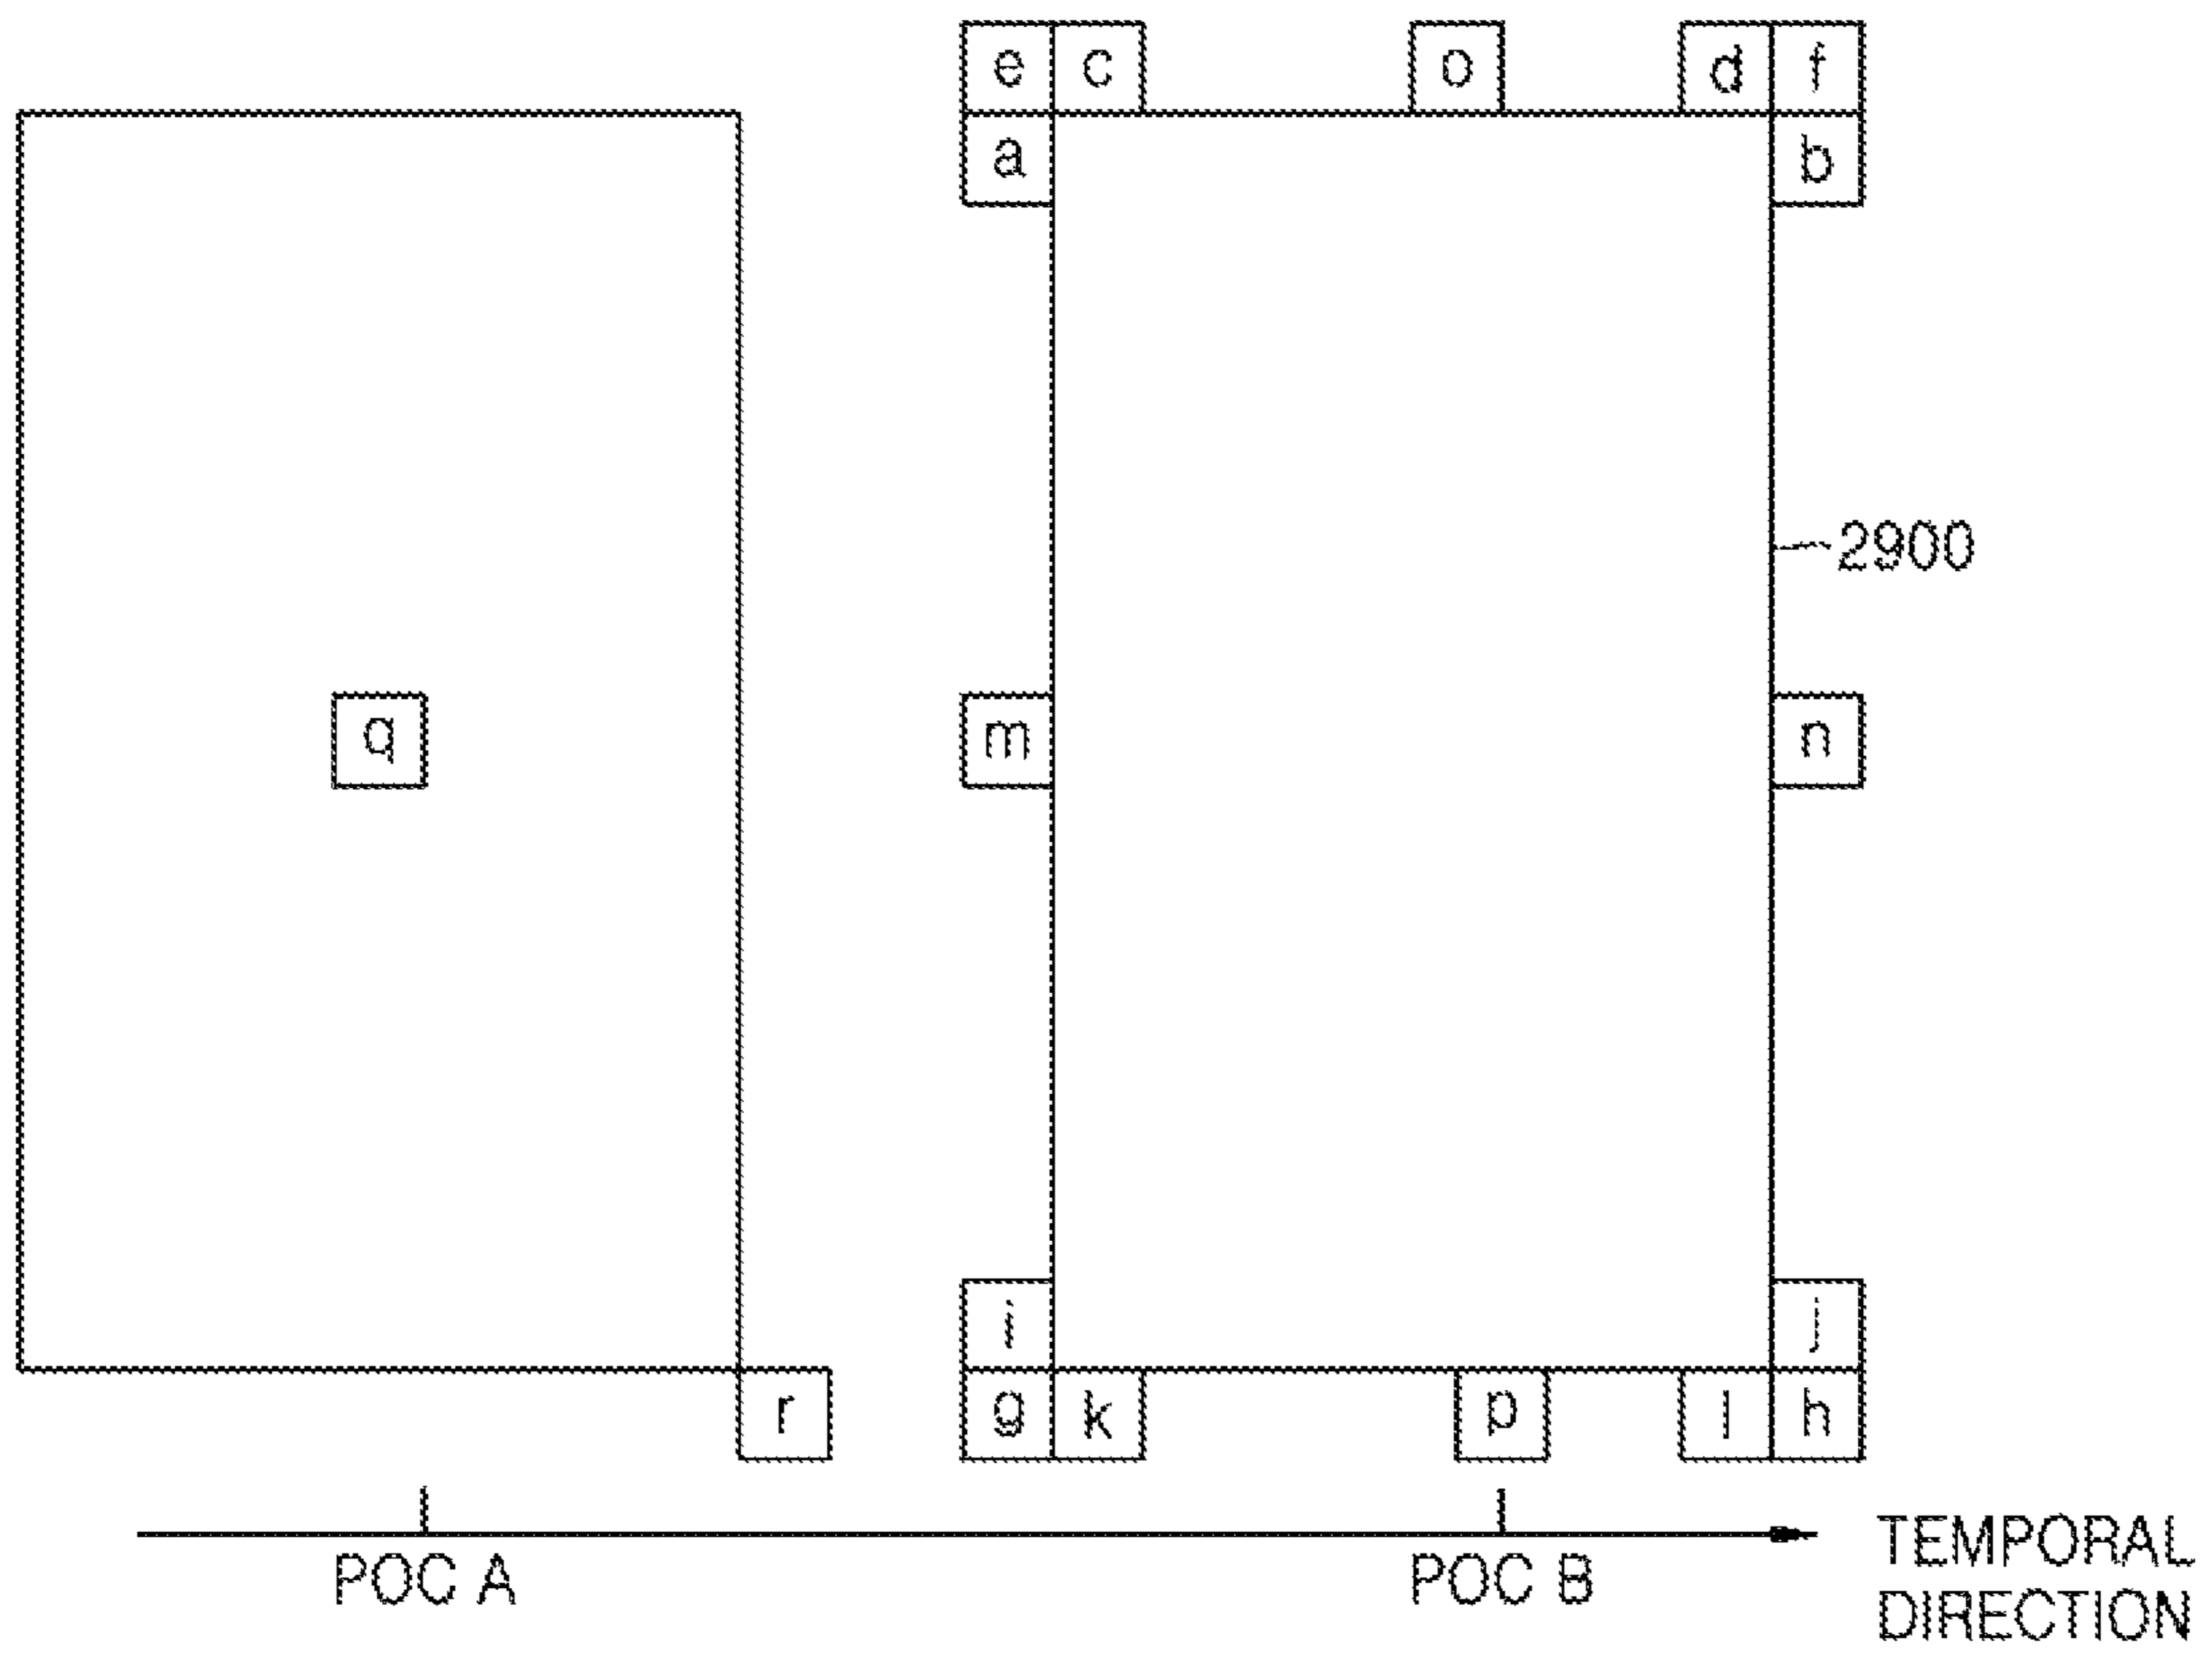 e c o d f
a b
2900
q m n
i j
r g k p l h
POC A POC B TEMPORAL
DIRECTION